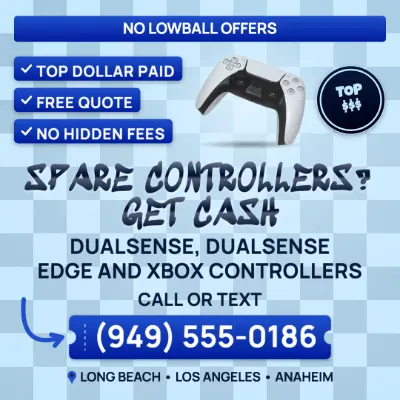 NO LOWBALL OFFERS
TOP DOLLAR PAID
FREE QUOTE
NO HIDDEN FEES
TOP
$$$
SPARE CONTROLLERS?
GET CASH
DUALSENSE, DUALSENSE
EDGE AND XBOX CONTROLLERS
CALL OR TEXT
(949) 555-0186
LONG BEACH • LOS ANGELES • ANAHEIM